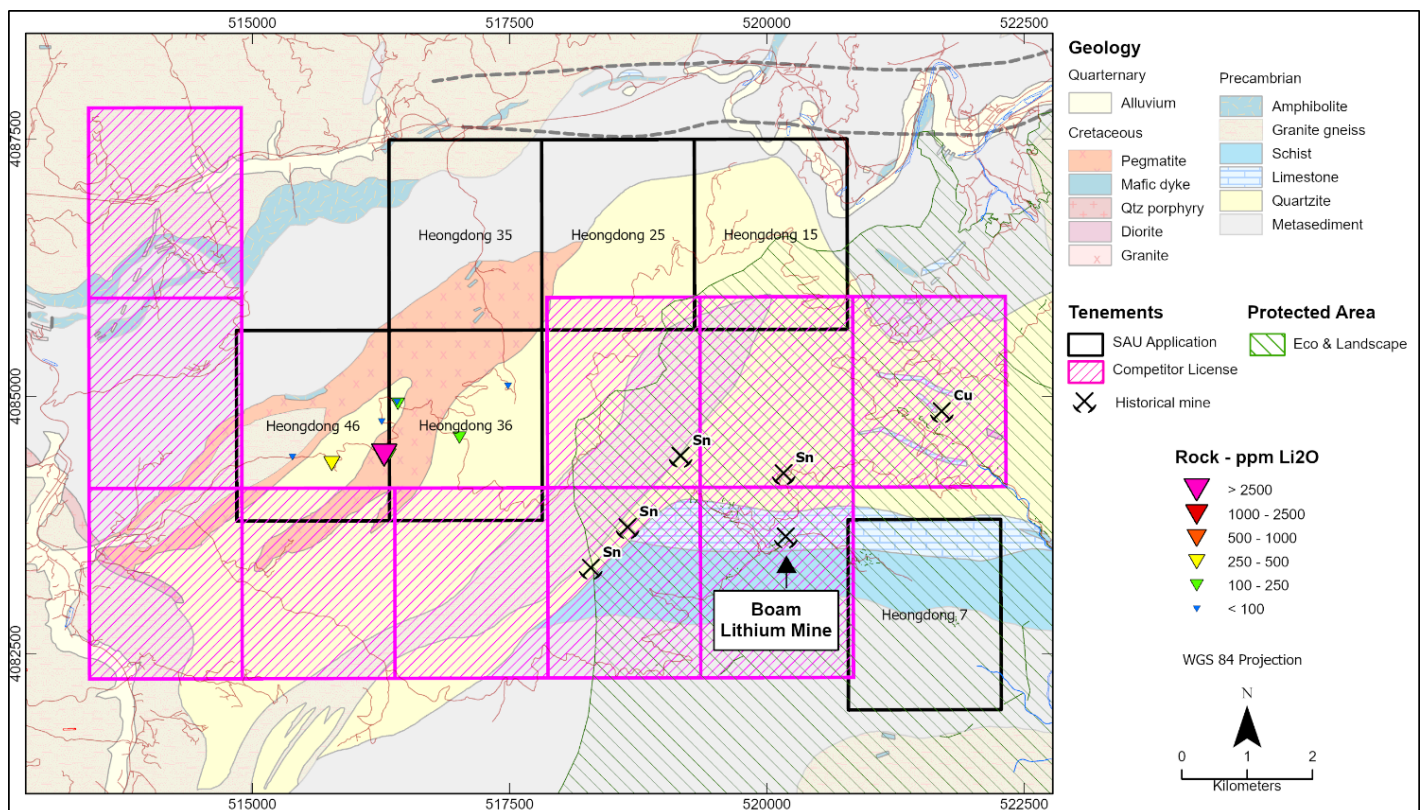 515000
517500
520000
522500
4087500
4085000
4082500
515000
517500
520000
522500
Heongdong 35
Heongdong 25
Heongdong 15
Heongdong 46
Heongdong 36
Heongdong 7
Cu
Sn
Sn
Sn
Sn
Boam
Lithium Mine
Geology
Quaternary
Alluvium
Cretaceous
Pegmatite
Mafic dyke
Qtz porphyry
Diorite
Granite
Precambrian
Amphibolite
Granite gneiss
Schist
Limestone
Quartzite
Metasediment
Tenements
SAU Application
Competitor License
Historical mine
Protected Area
Eco & Landscape
Rock - ppm Li2O
> 2500
1000 - 2500
500 - 1000
250 - 500
100 - 250
< 100
WGS 84 Projection
N
0 1 2
Kilometers